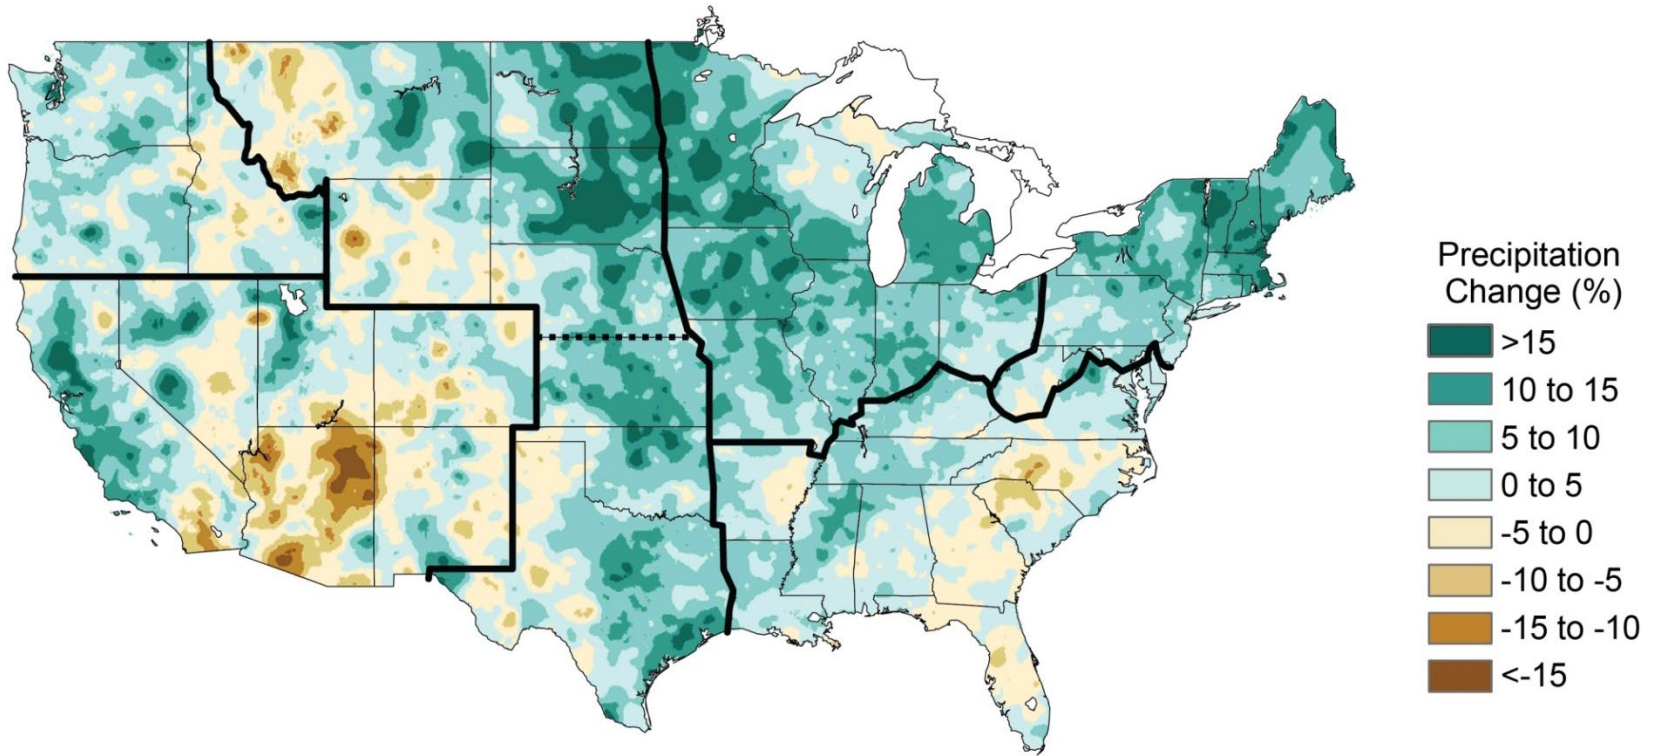 Precipitation
Change (%)
>15
10 to 15
5 to 10
0 to 5
-5 to 0
-10 to -5
-15 to -10
<-15